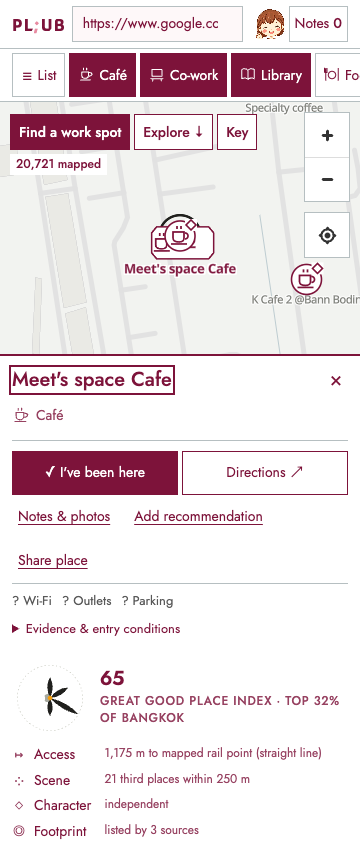 PL;UB
https://www.google.cc
Notes 0
≡ List
Café
Co-work
Library
Fo
Specialty coffee
Find a work spot
Explore ↓
Key
+
20,721 mapped
−
Meet's space Cafe
K Cafe 2 @Bann Bodin
Meet's space Cafe
×
Café
✓ I've been here
Directions ↗
Notes & photos
Add recommendation
Share place
? Wi-Fi ? Outlets ? Parking
▶ Evidence & entry conditions
65
GREAT GOOD PLACE INDEX · TOP 32%
OF BANGKOK
Access 1,175 m to mapped rail point (straight line)
Scene 21 third places within 250 m
Character independent
Footprint listed by 3 sources